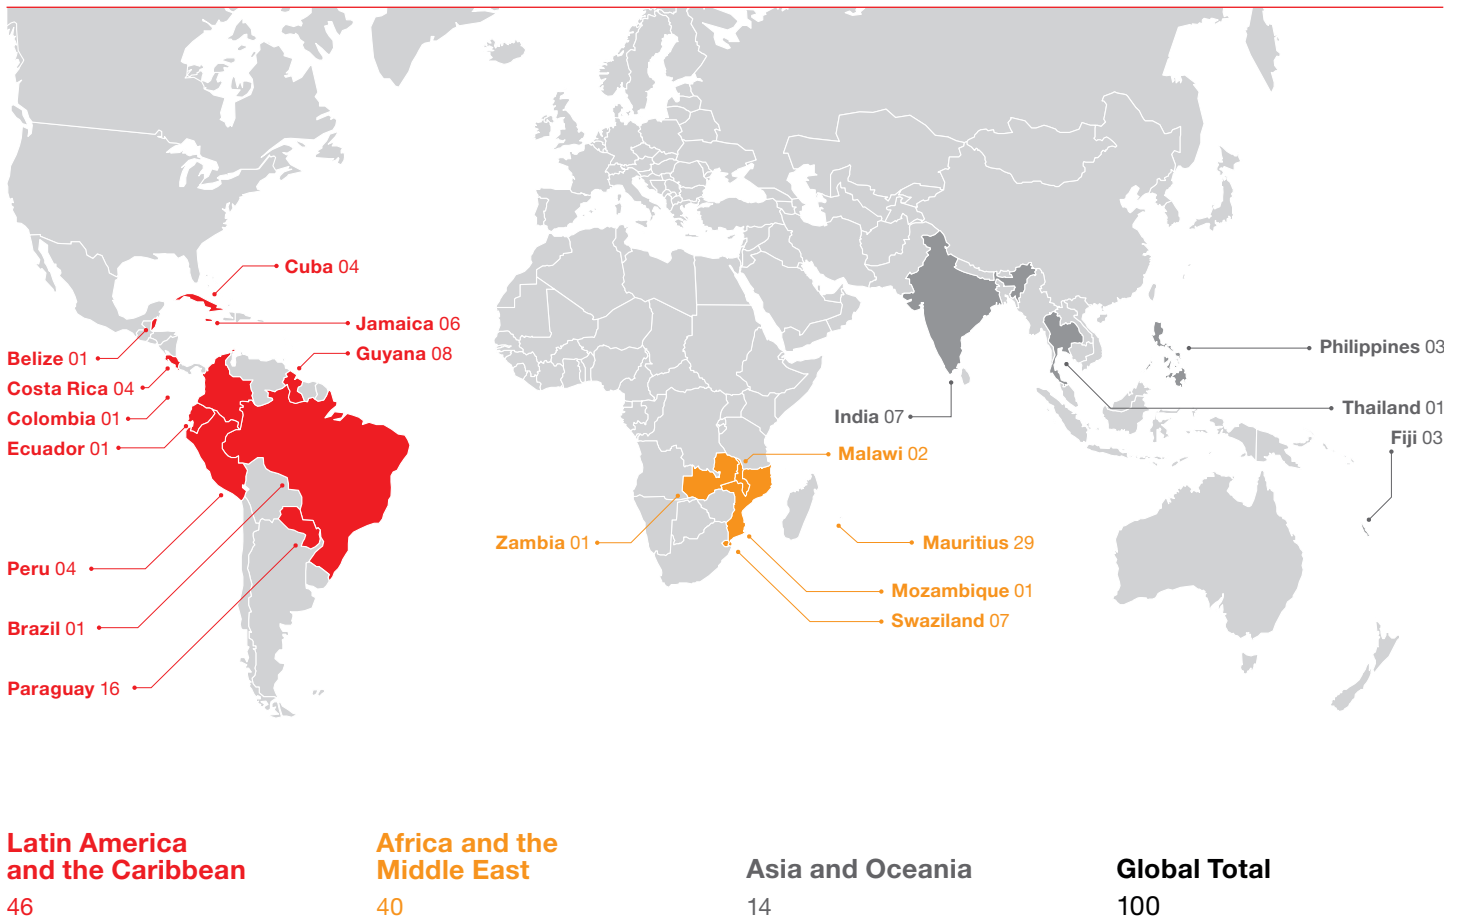 Cuba 04
Jamaica 06
Guyana 08
Belize 01
Costa Rica 04
Colombia 01
Ecuador 01
Peru 04
Brazil 01
Paraguay 16
Zambia 01
Malawi 02
Mauritius 29
Mozambique 01
Swaziland 07
India 07
Philippines 03
Thailand 01
Fiji 03
Latin America
and the Caribbean
46
Africa and the
Middle East
40
Asia and Oceania
14
Global Total
100